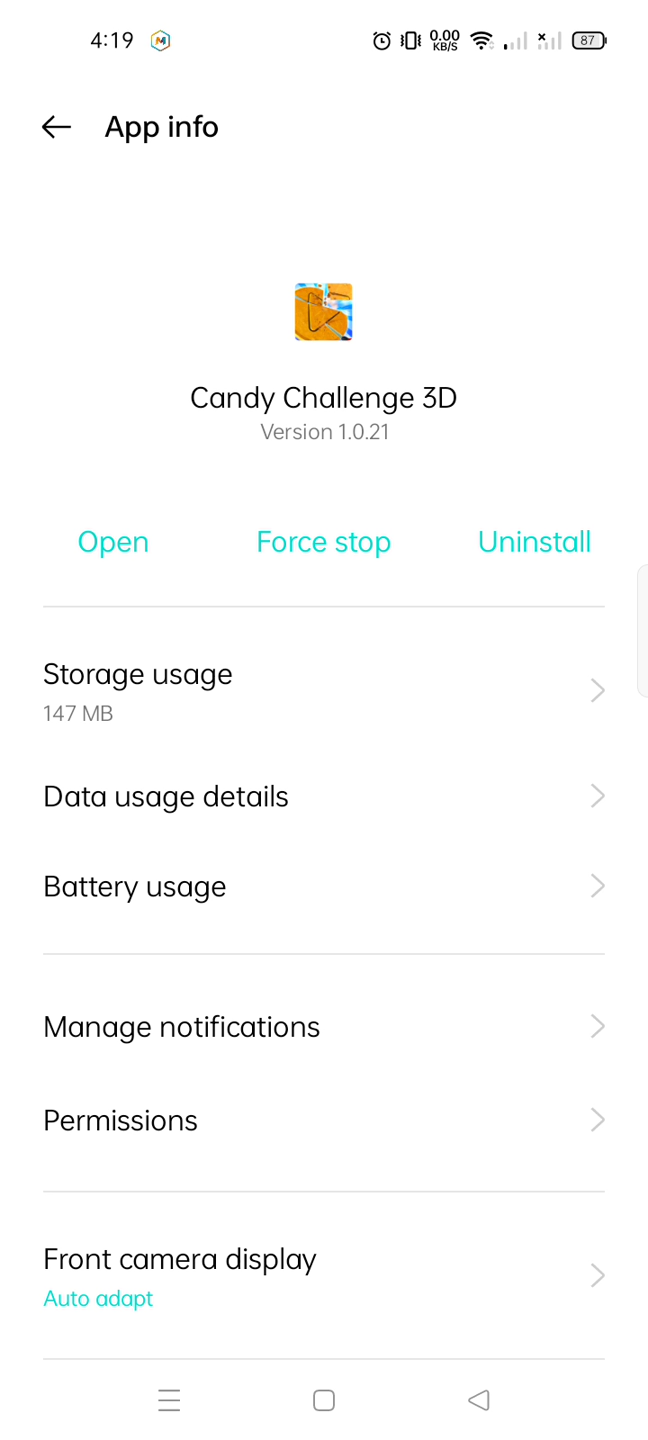 4:19
0.00
KB/S
87
App info
Candy Challenge 3D
Version 1.0.21
Open Force stop Uninstall
Storage usage
147 MB
Data usage details
Battery usage
Manage notifications
Permissions
Front camera display
Auto adapt